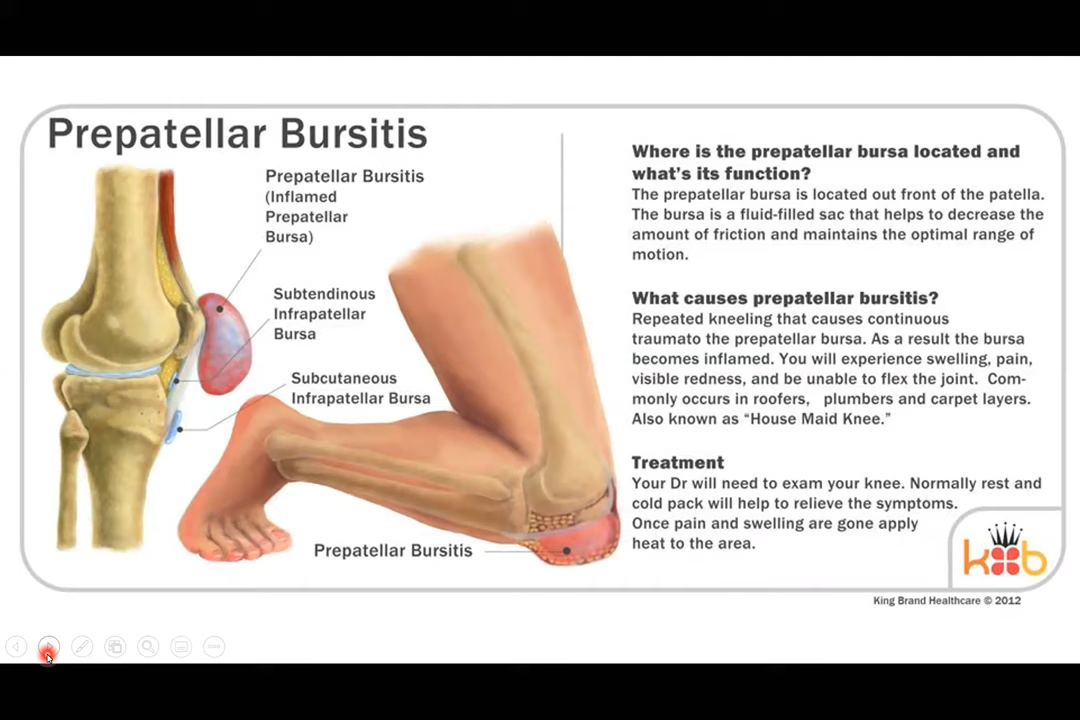 Prepatellar Bursitis
Prepatellar Bursitis
(Inflamed
Prepatellar
Bursa)
Subtendinous
Infrapatellar
Bursa
Subcutaneous
Infrapatellar Bursa
Prepatellar Bursitis
Where is the prepatellar bursa located and
what's its function?
The prepatellar bursa is located out front of the patella.
The bursa is a fluid-filled sac that helps to decrease the
amount of friction and maintains the optimal range of
motion.
What causes prepatellar bursitis?
Repeated kneeling that causes continuous
traumato the prepatellar bursa. As a result the bursa
becomes inflamed. You will experience swelling, pain,
visible redness, and be unable to flex the joint. Com-
monly occurs in roofers, plumbers and carpet layers.
Also known as “House Maid Knee.”
Treatment
Your Dr will need to exam your knee. Normally rest and
cold pack will help to relieve the symptoms.
Once pain and swelling are gone apply
heat to the area.
kb
King Brand Healthcare © 2012